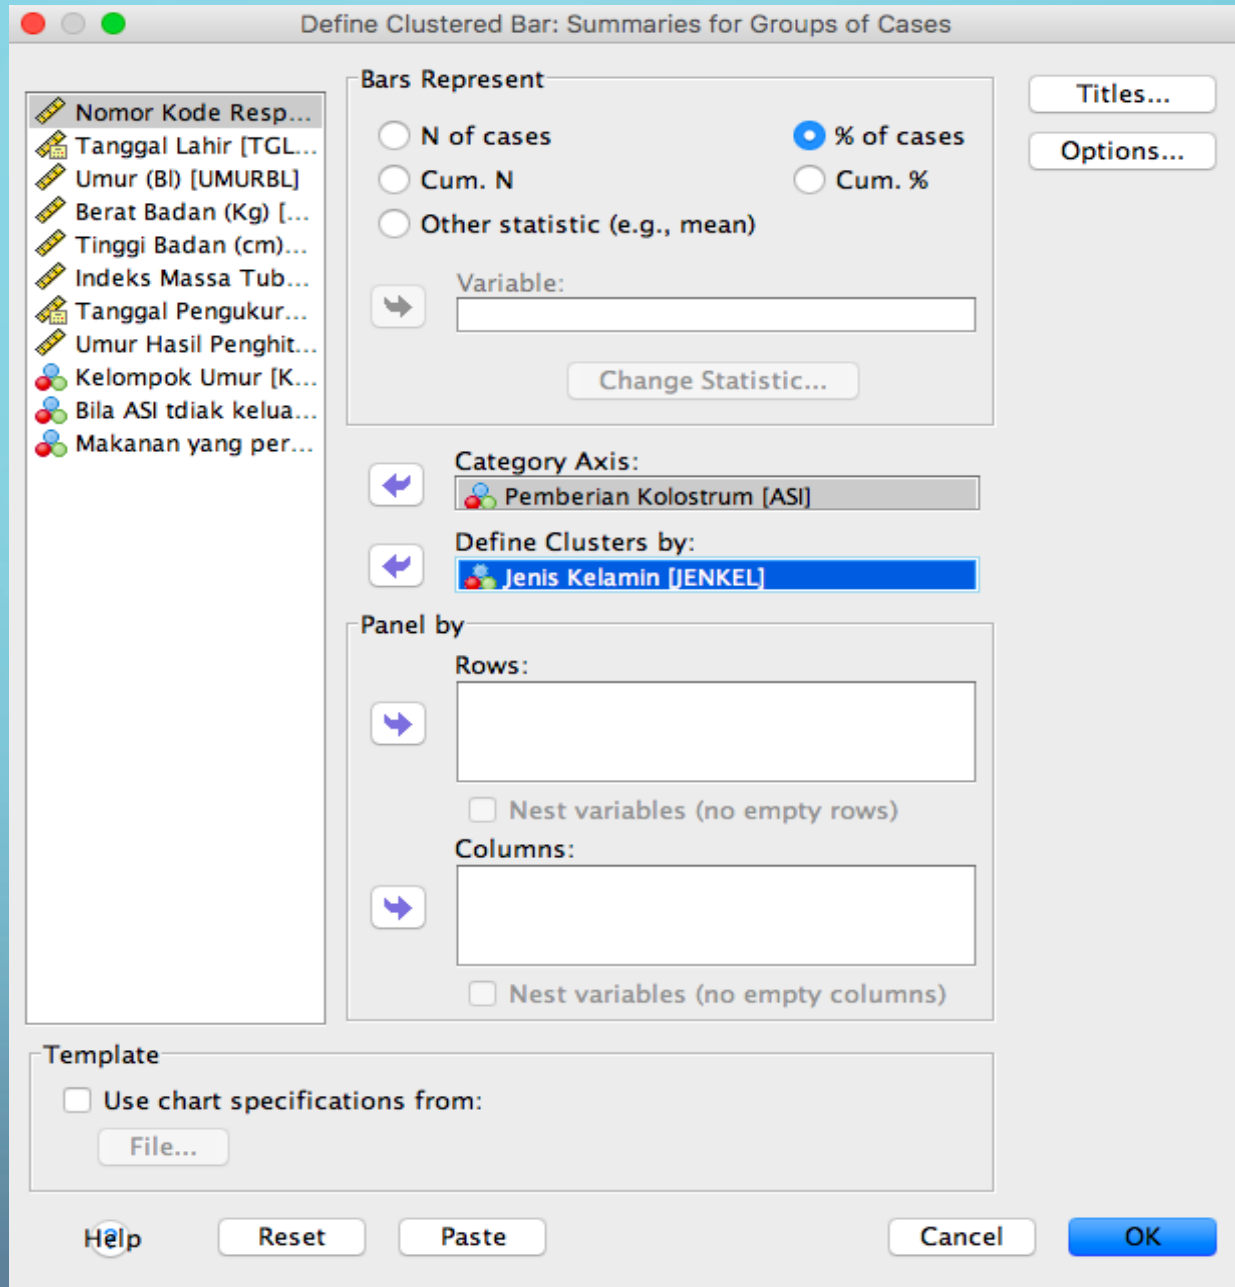 Define Clustered Bar: Summaries for Groups of Cases
Nomor Kode Resp...
Tanggal Lahir [TGL...
Umur (Bl) [UMURBL]
Berat Badan (Kg) [...
Tinggi Badan (cm)...
Indeks Massa Tub...
Tanggal Pengukur...
Umur Hasil Penghit...
Kelompok Umur [K...
Bila ASI tdiak kelua...
Makanan yang per...
Bars Represent
N of cases
% of cases
Cum. N
Cum. %
Other statistic (e.g., mean)
Variable:
Change Statistic...
Titles...
Options...
Category Axis:
Pemberian Kolostrum [ASI]
Define Clusters by:
Jenis Kelamin [JENKEL]
Panel by
Rows:
Nest variables (no empty rows)
Columns:
Nest variables (no empty columns)
Template
Use chart specifications from:
File...
Help
Reset
Paste
Cancel
OK